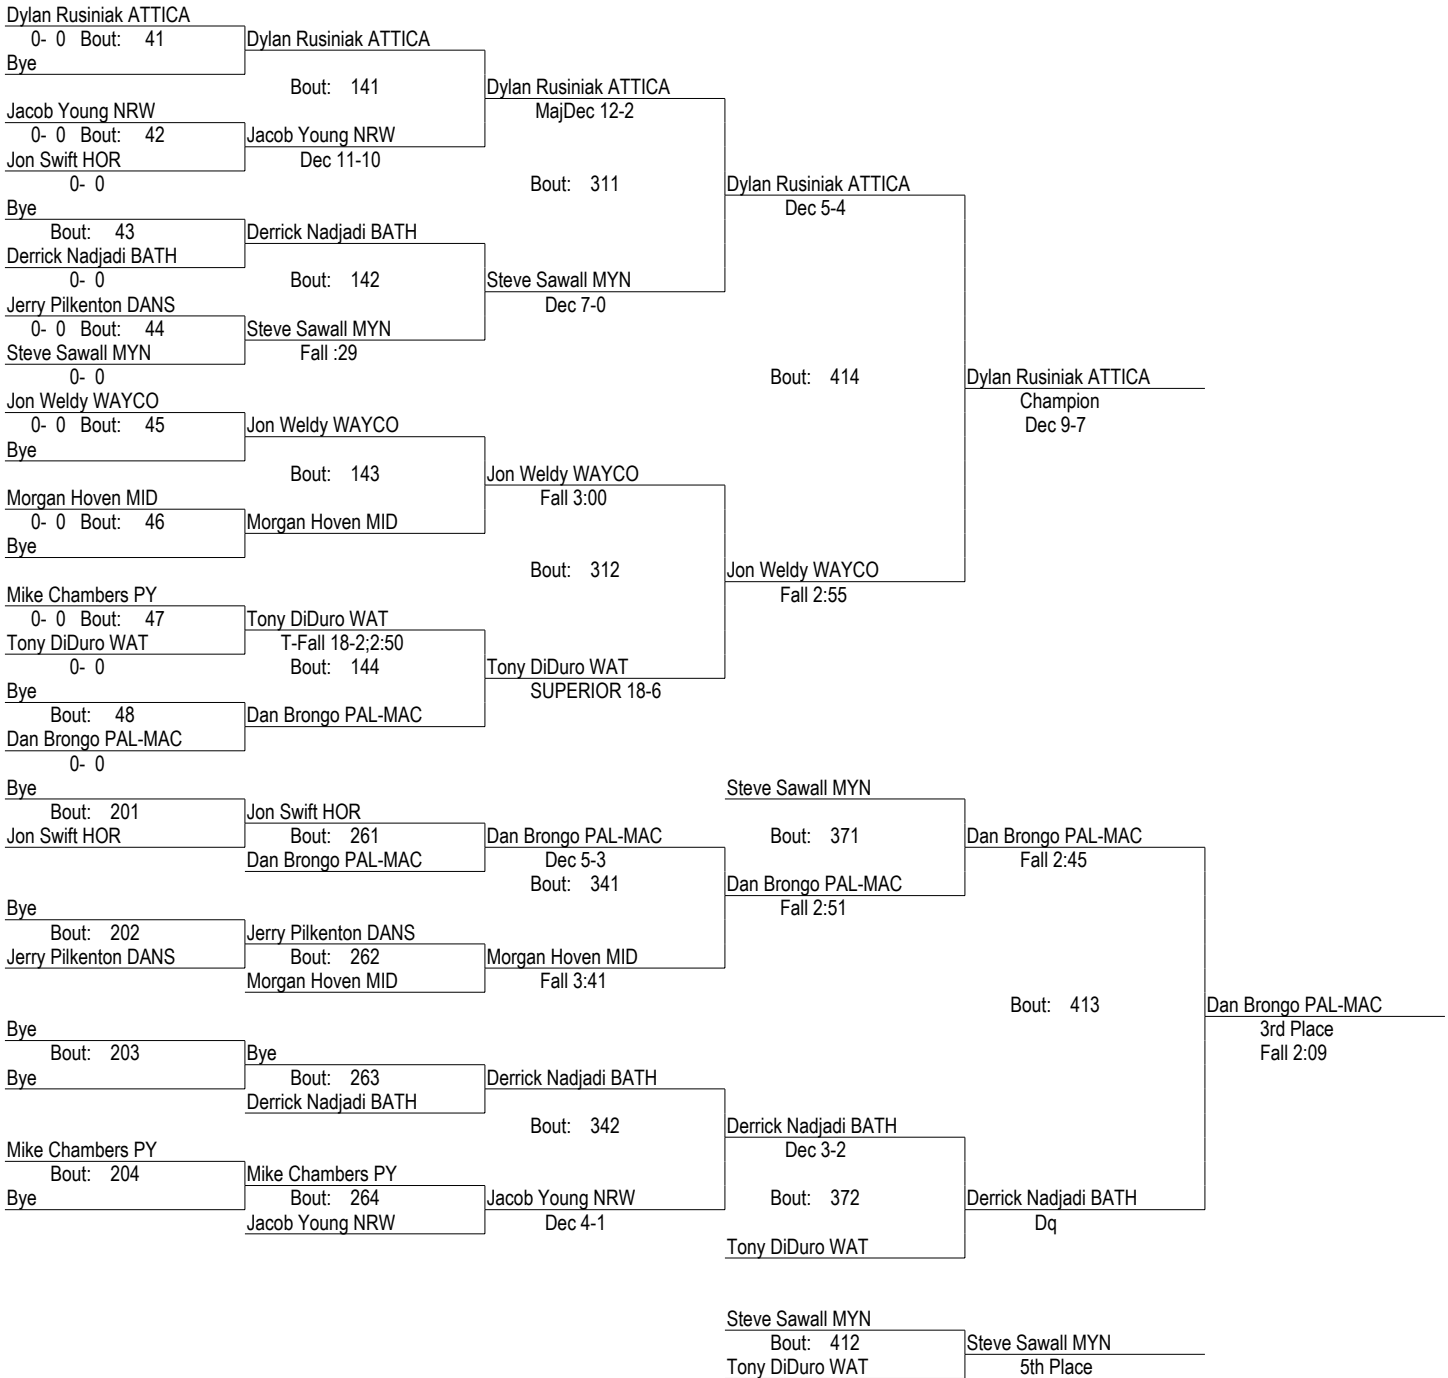 Dylan Rusiniak ATTICA
0- 0 Bout: 41 Dylan Rusiniak ATTICA
Bye
Bout: 141 Dylan Rusiniak ATTICA
Jacob Young NRW MajDec 12-2
0- 0 Bout: 42 Jacob Young NRW
Jon Swift HOR Dec 11-10
0- 0 Bout: 311 Dylan Rusiniak ATTICA
Bye Dec 5-4
Bout: 43 Derrick Nadjadi BATH
Derrick Nadjadi BATH
0- 0 Bout: 142 Steve Sawall MYN
Jerry Pilkenton DANS Dec 7-0
0- 0 Bout: 44 Steve Sawall MYN
Steve Sawall MYN Fall :29
0- 0 Bout: 414 Dylan Rusiniak ATTICA
Jon Weldy WAYCO Champion
0- 0 Bout: 45 Jon Weldy WAYCO Dec 9-7
Bye
Bout: 143 Jon Weldy WAYCO
Morgan Hoven MID Fall 3:00
0- 0 Bout: 46 Morgan Hoven MID
Bye
Bout: 312 Jon Weldy WAYCO
Mike Chambers PY Fall 2:55
0- 0 Bout: 47 Tony DiDuro WAT
Tony DiDuro WAT T-Fall 18-2;2:50
0- 0 Bout: 144 Tony DiDuro WAT
Bye SUPERIOR 18-6
Bout: 48 Dan Brongo PAL-MAC
Dan Brongo PAL-MAC
0- 0
Bye Steve Sawall MYN
Bout: 201 Jon Swift HOR
Jon Swift HOR Bout: 261 Dan Brongo PAL-MAC Bout: 371 Dan Brongo PAL-MAC
Dan Brongo PAL-MAC Dec 5-3 Fall 2:45
Bout: 341 Dan Brongo PAL-MAC
Bye Fall 2:51
Bout: 202 Jerry Pilkenton DANS
Jerry Pilkenton DANS Bout: 262 Morgan Hoven MID
Morgan Hoven MID Fall 3:41
Bout: 413 Dan Brongo PAL-MAC
Bye 3rd Place
Bout: 203 Bye Fall 2:09
Bye Bout: 263 Derrick Nadjadi BATH
Derrick Nadjadi BATH
Bout: 342 Derrick Nadjadi BATH
Mike Chambers PY Dec 3-2
Bout: 204 Mike Chambers PY
Bye Bout: 264 Jacob Young NRW Bout: 372 Derrick Nadjadi BATH
Jacob Young NRW Dec 4-1 Dq
Tony DiDuro WAT
Steve Sawall MYN
Bout: 412 Steve Sawall MYN
Tony DiDuro WAT 5th Place